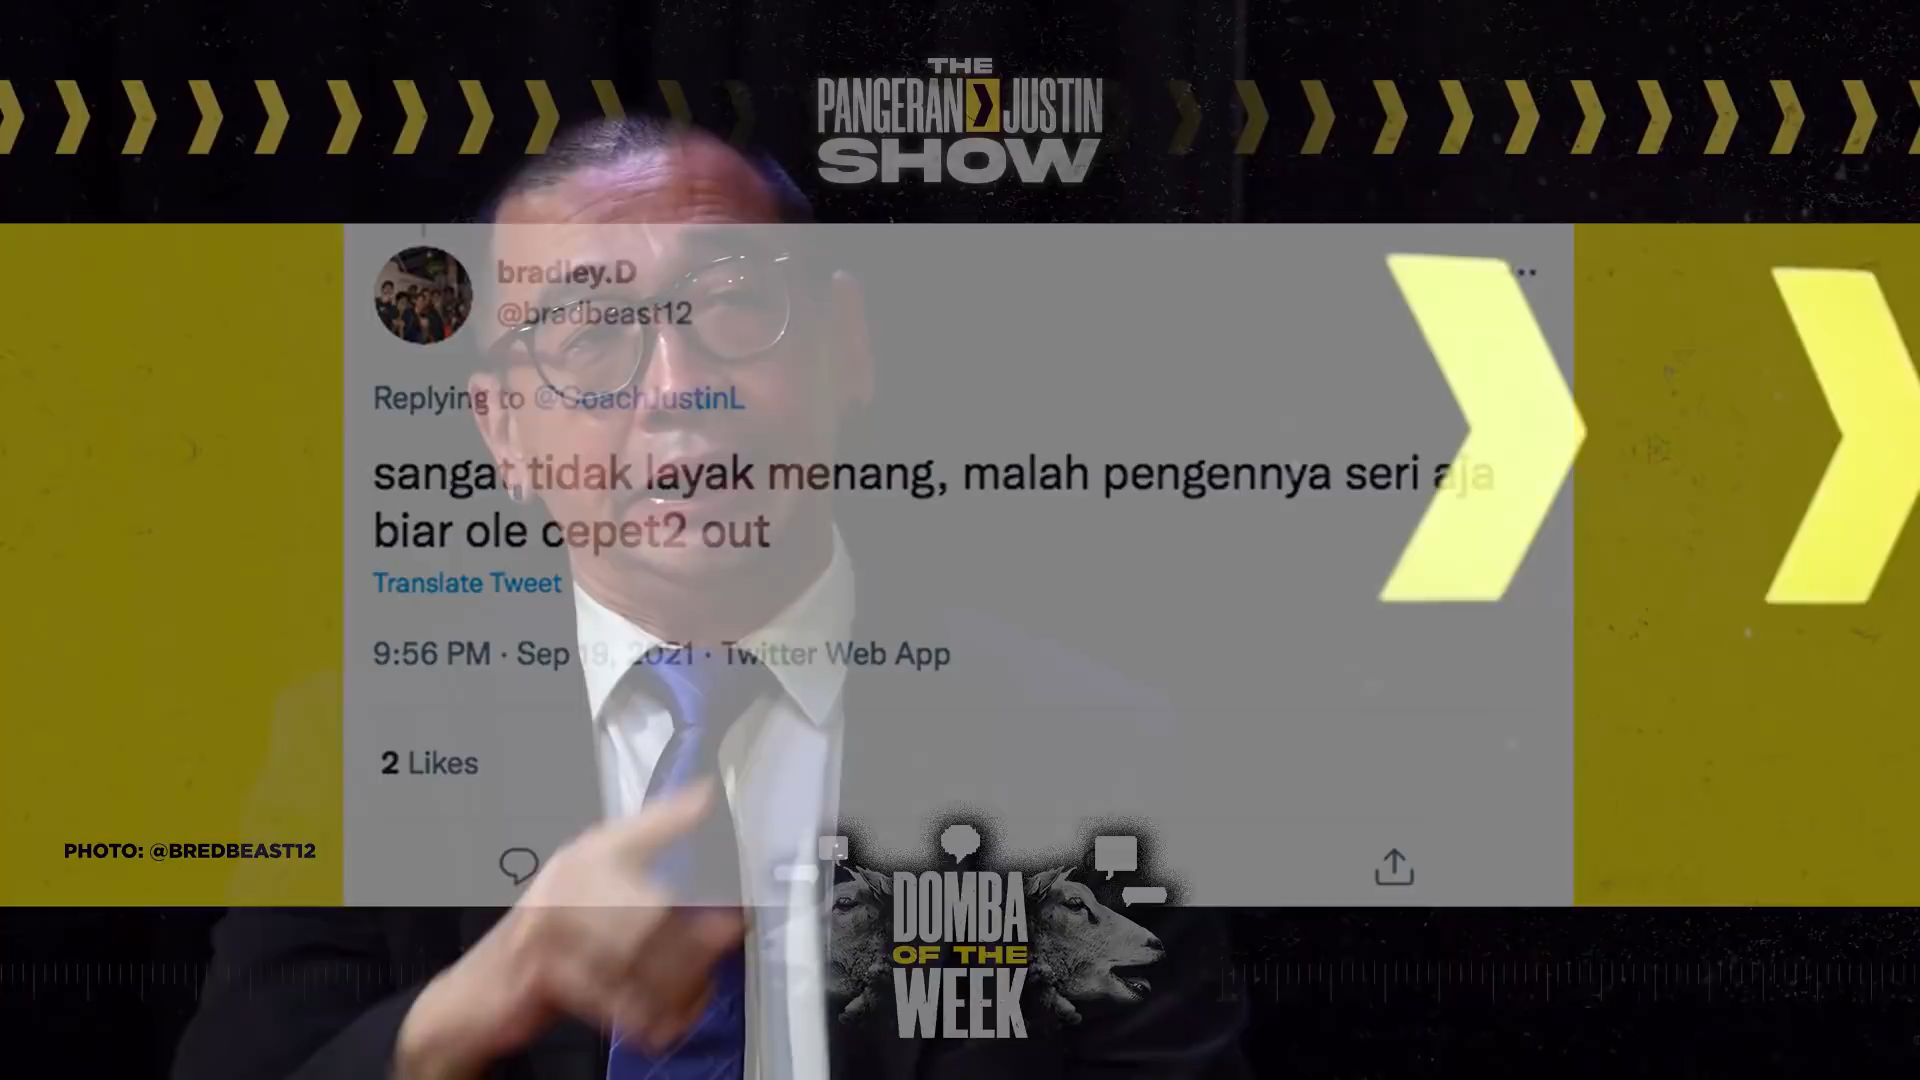 THE
PANGERAN JUSTIN
SHOW
bradley.D
@bradbeast12
Replying to @CoachJustinL
sangat tidak layak menang, malah pengennya seri aja
biar ole cepet2 out
Translate Tweet
9:56 PM · Sep 19, 2021 · Twitter Web App
2 Likes
PHOTO: @BREDBEAST12
DOMBA
OF THE
WEEK